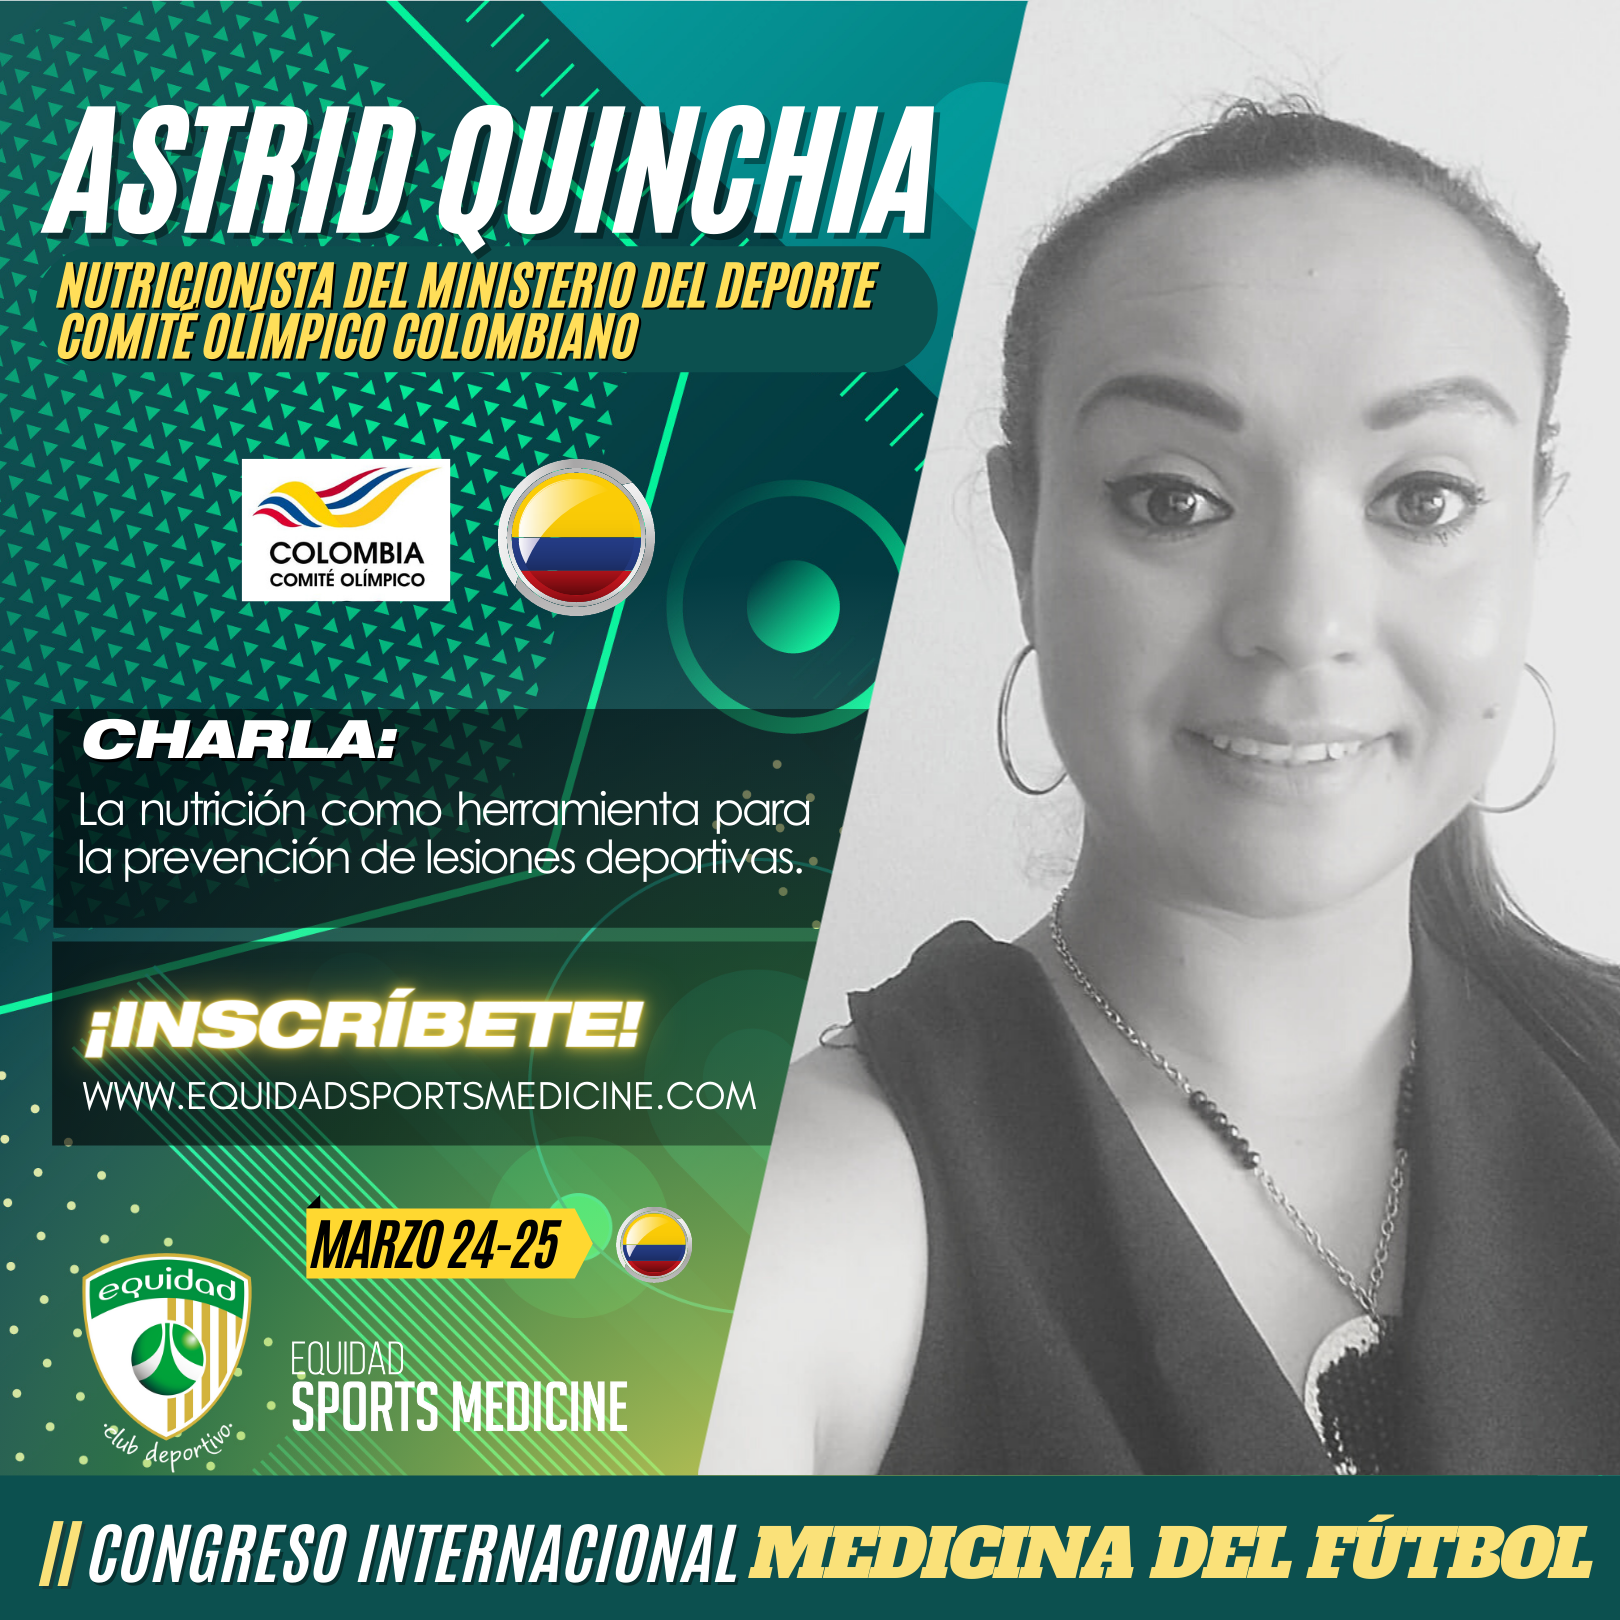 ASTRID QUINCHIA
NUTRICIONISTA DEL MINISTERIO DEL DEPORTE
COMITÉ OLÍMPICO COLOMBIANO
COLOMBIA
COMITÉ OLÍMPICO
CHARLA:
La nutrición como herramienta para
la prevención de lesiones deportivas.
¡INSCRÍBETE!
WWW.EQUIDADSPORTSMEDICINE.COM
MARZO 24-25
equidad
club deportivo
EQUIDAD
SPORTS MEDICINE
II CONGRESO INTERNACIONAL MEDICINA DEL FÚTBOL